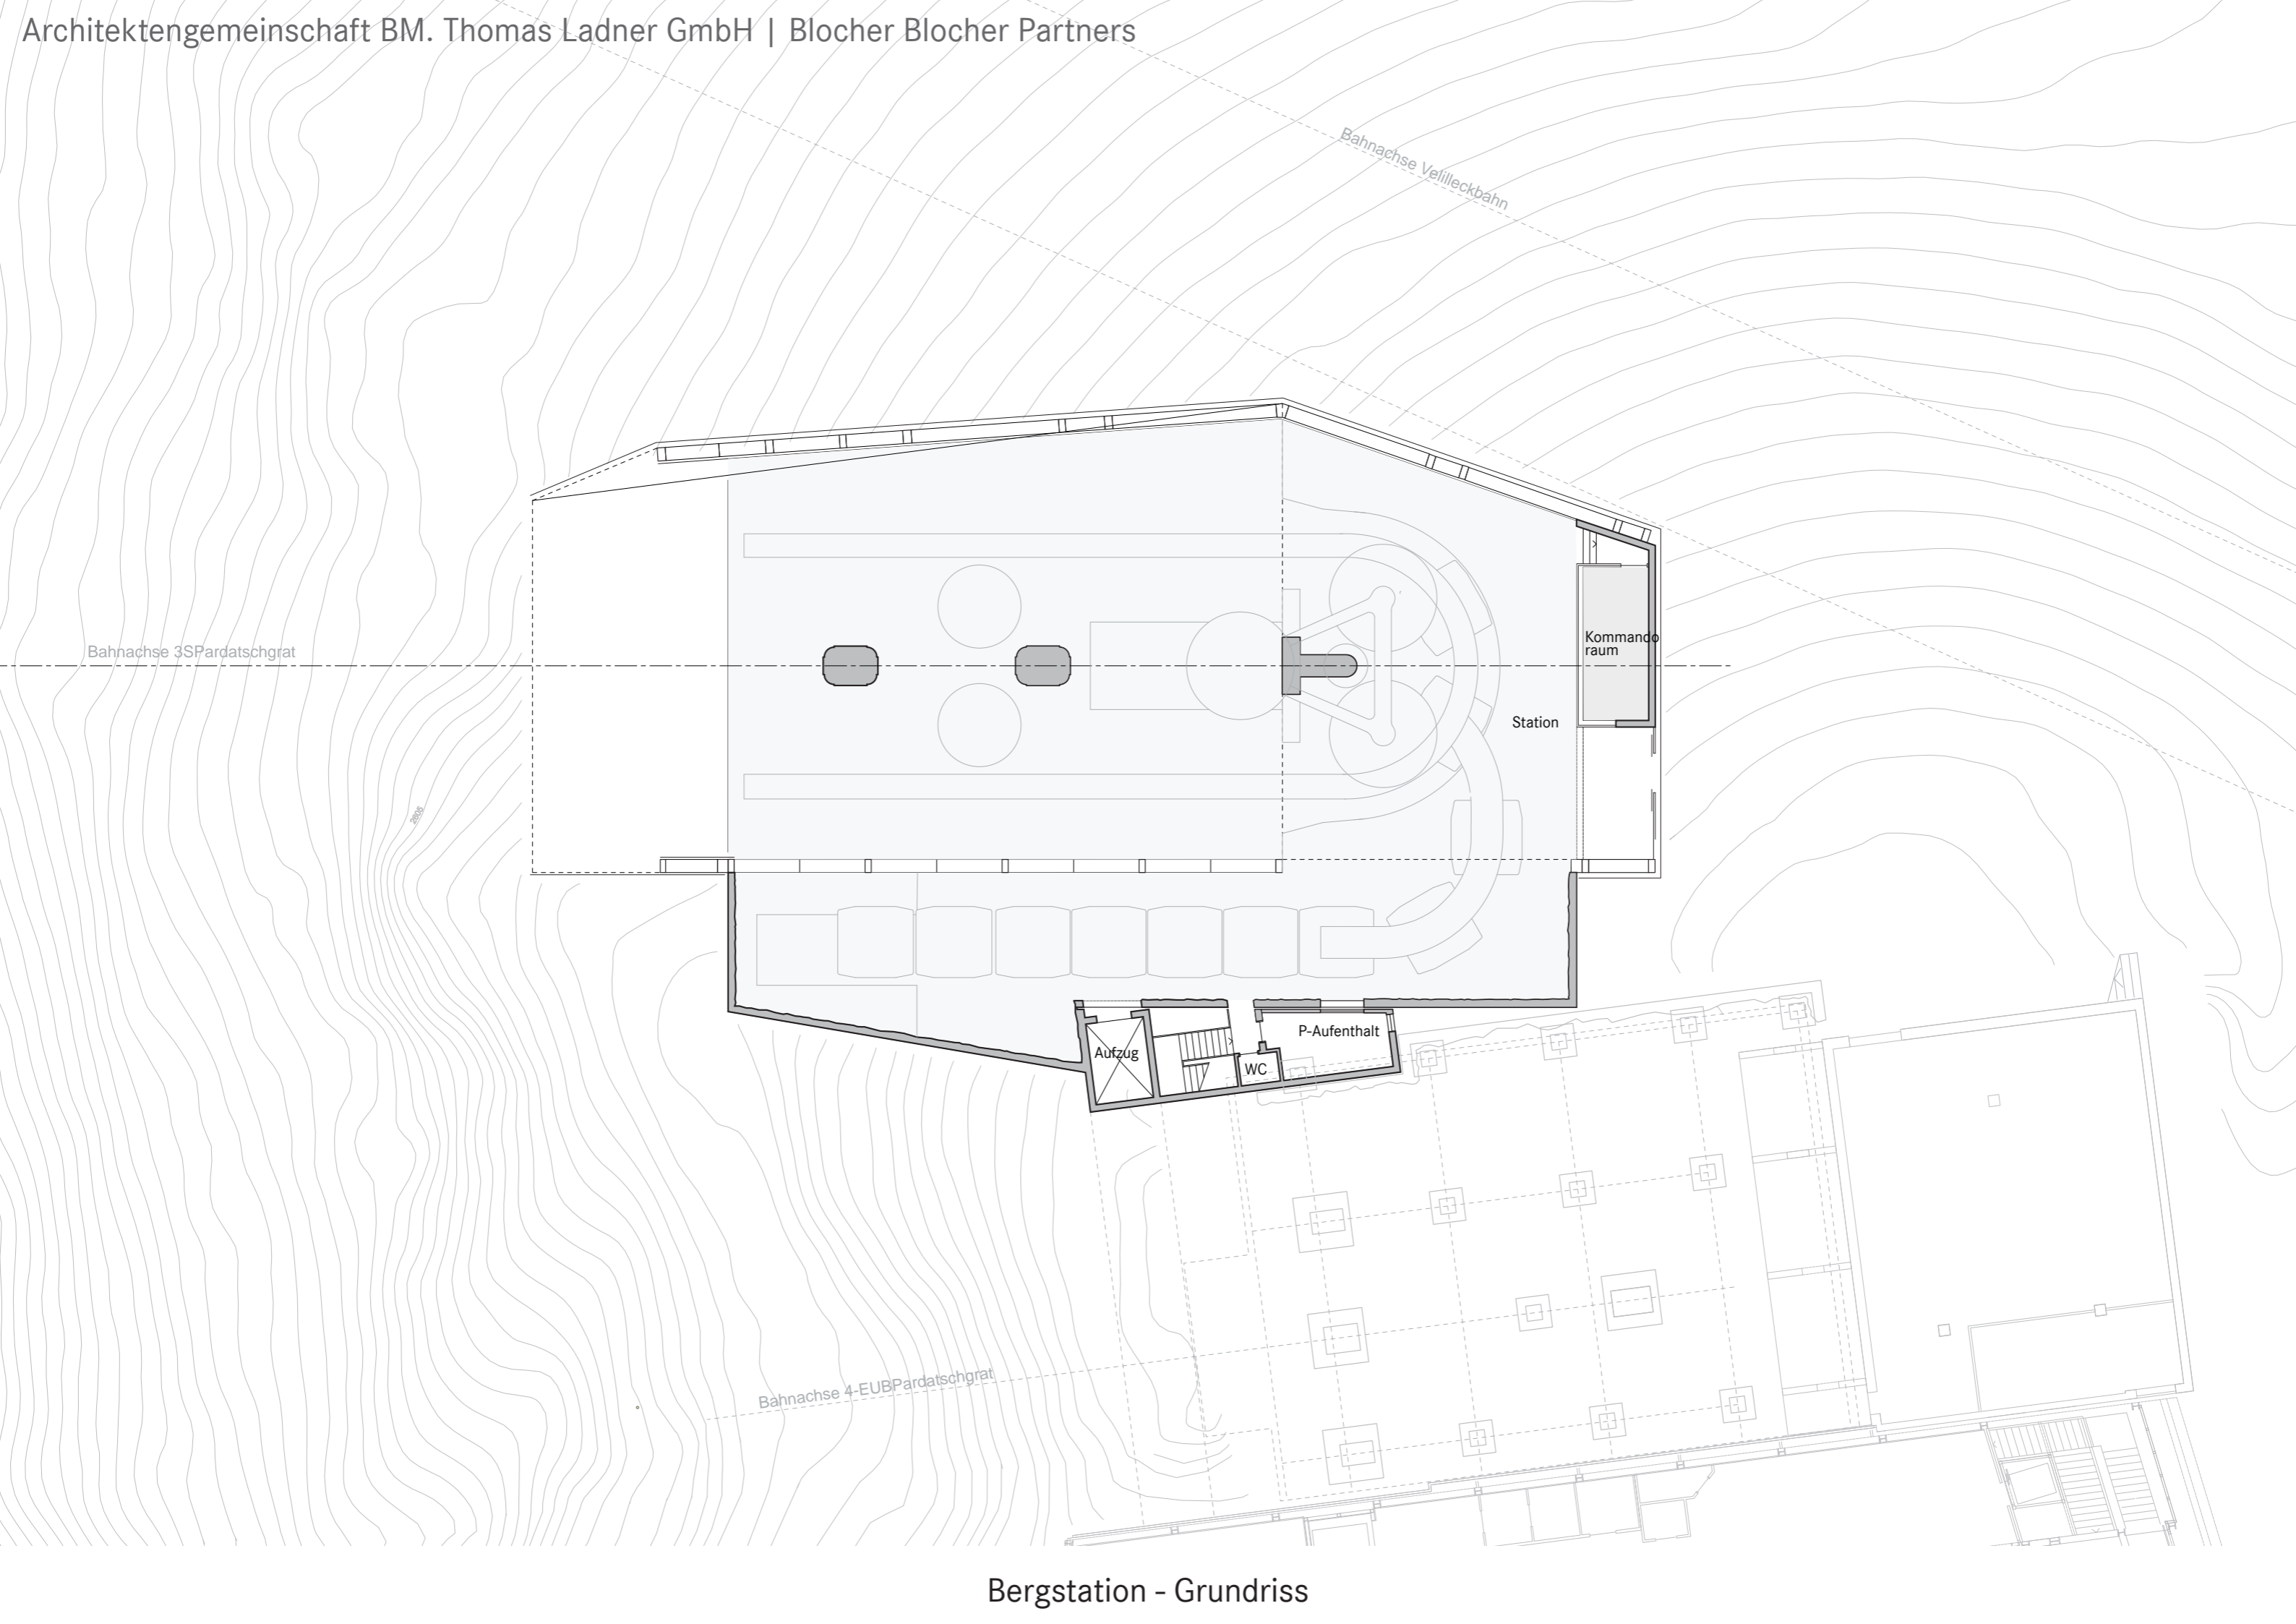 Architektengemeinschaft BM. Thomas Ladner GmbH | Blocher Blocher Partners
Bahnachse Velilleckbahn
Bahnachse 3SPardatschgrat
Kommando
raum
Station
2605
P-Aufenthalt
Aufzug
WC
Bahnachse 4-EUBPardatschgrat
Bergstation - Grundriss